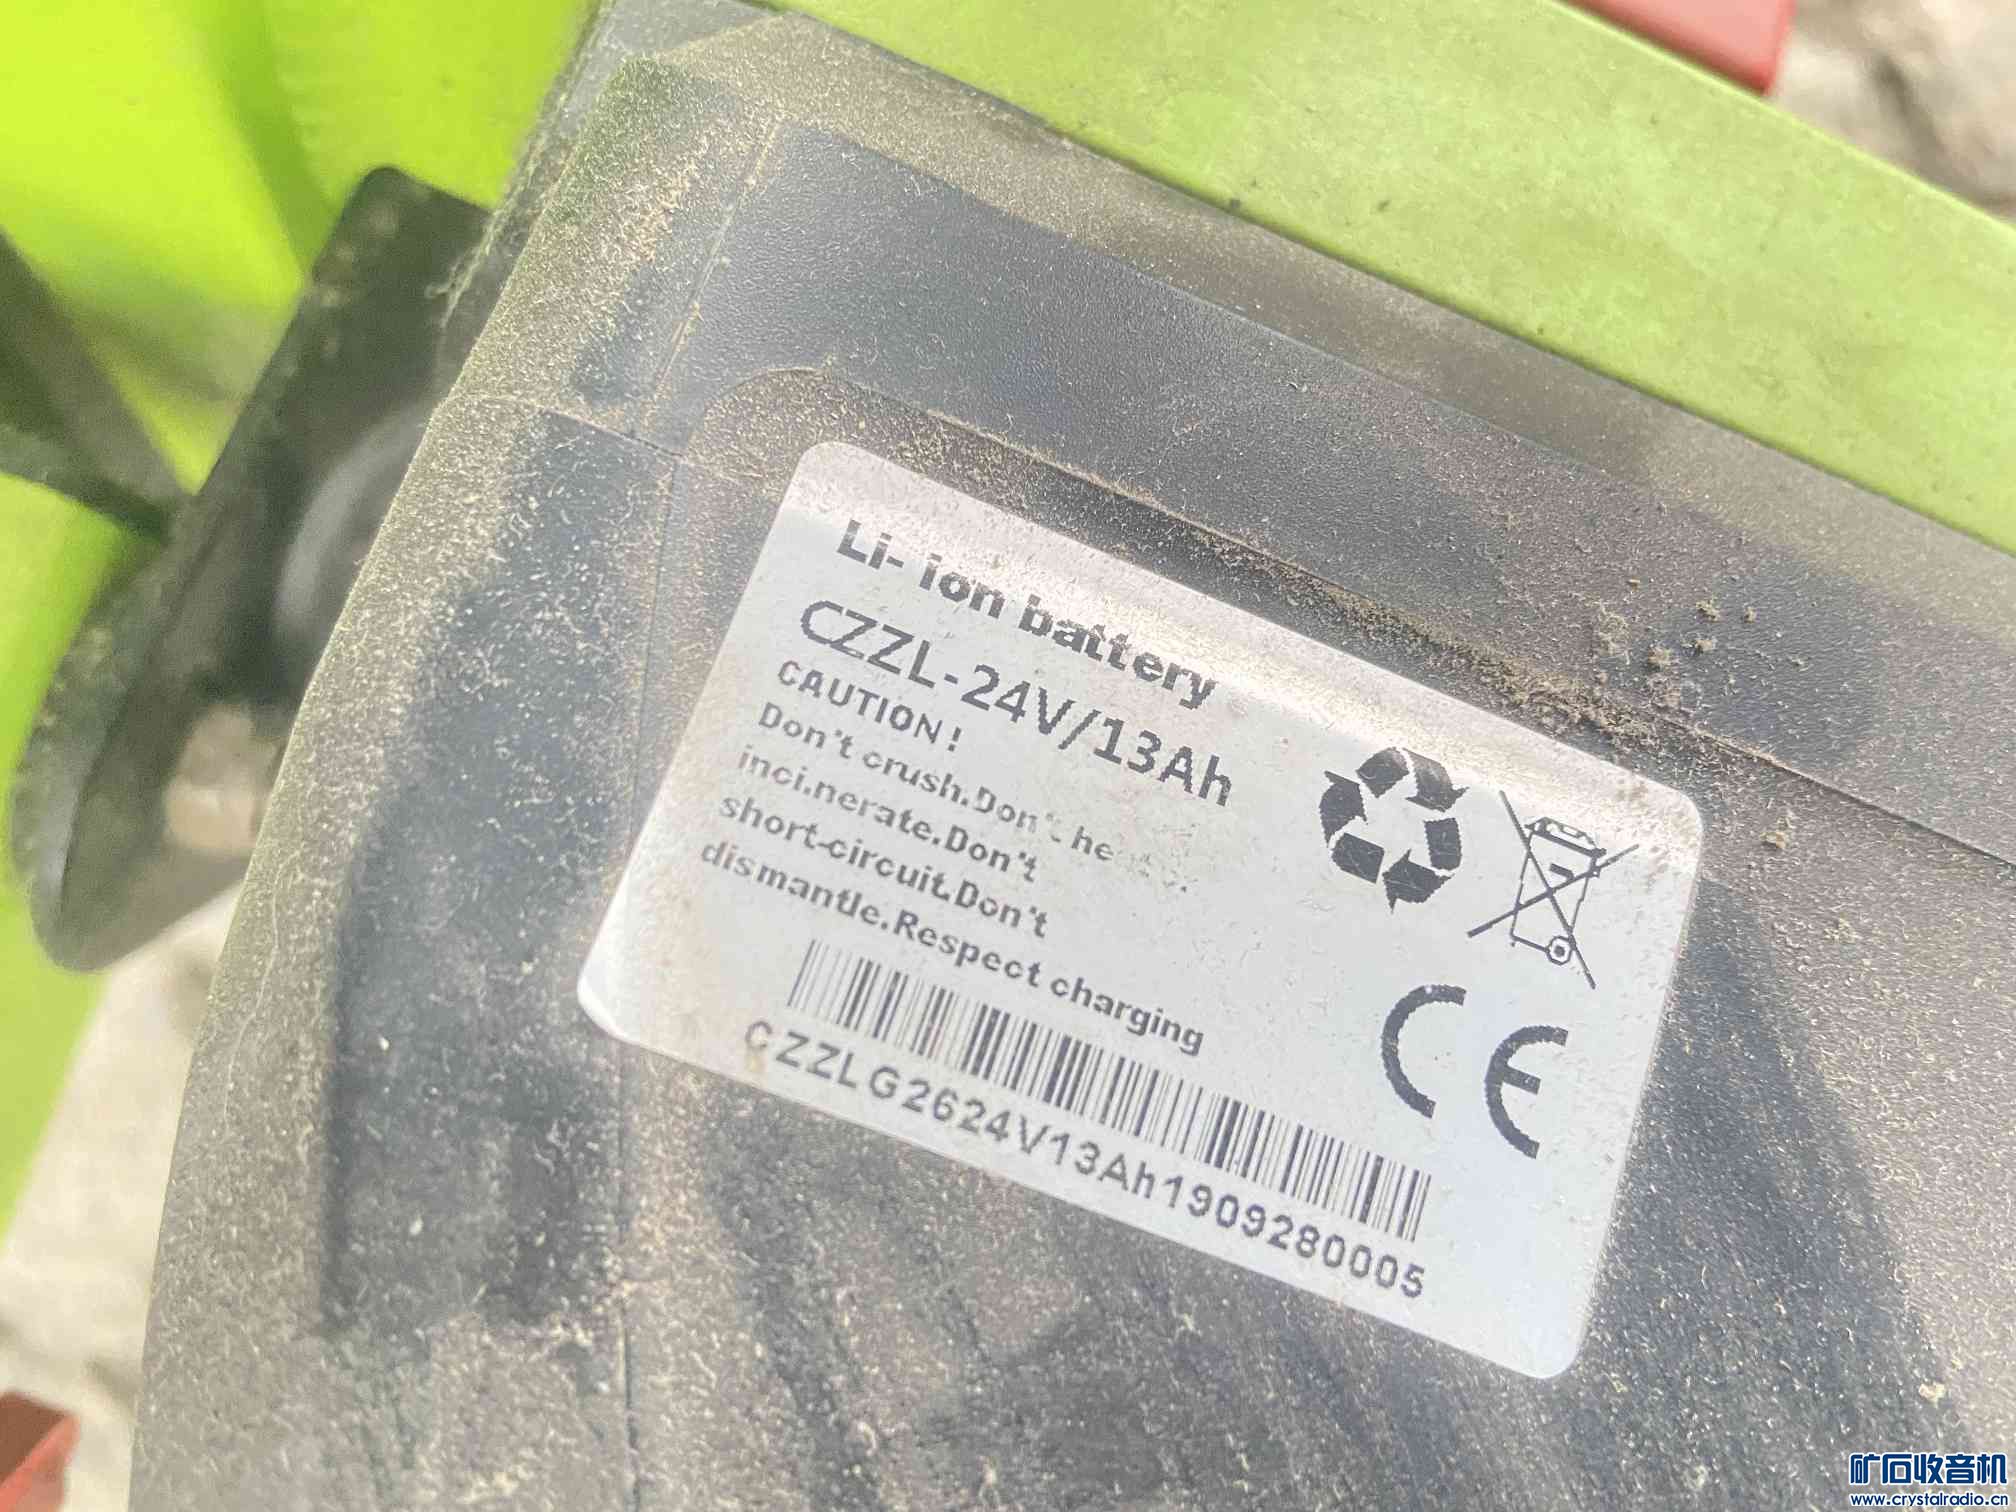 Li-ion battery
CZZL-24V/13Ah
CAUTION!
Don't crush.Don't
inci.nerate.Don't
short-circuit.Don't
dismantle.Respect charging
CE
CZZLG2624V13Ah1909280005
矿石收音机
www.crystalradio.cn